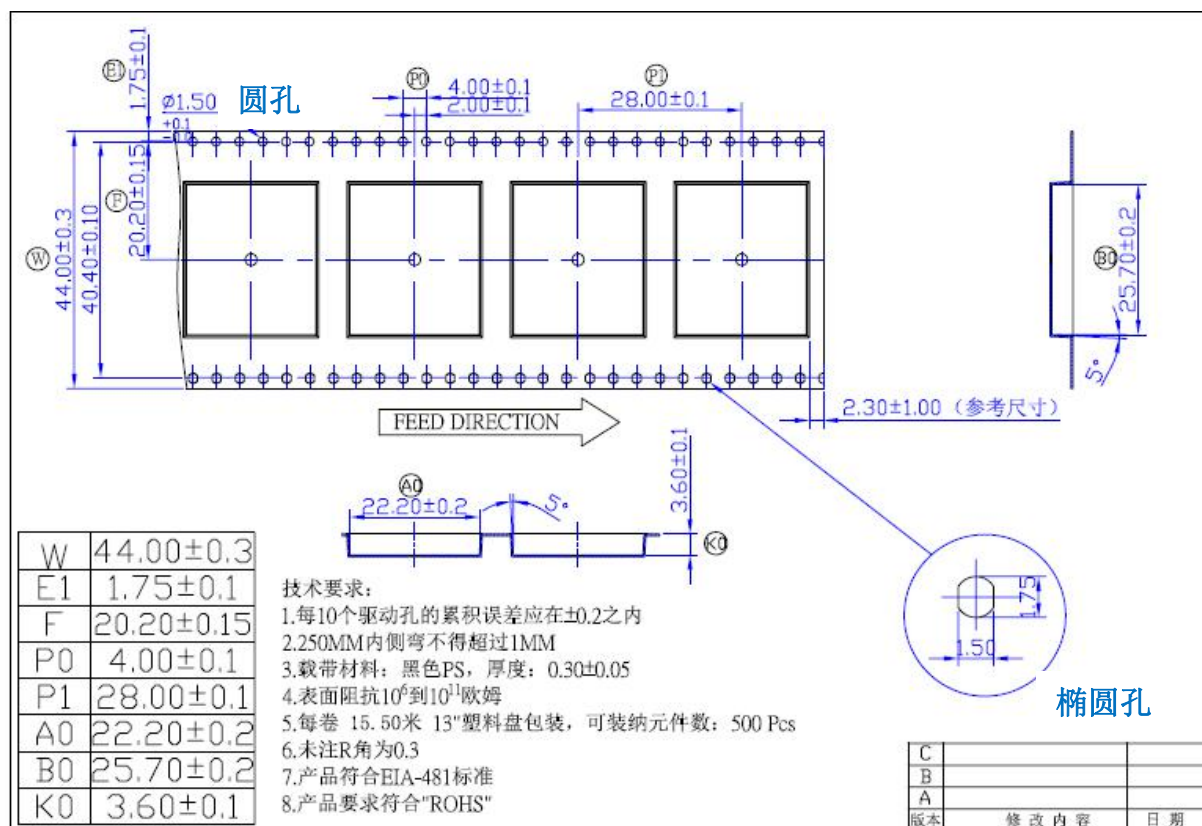 E1
1.75±0.1
Ø1.50
+0.1
-0.0
圆孔
P0
4.00±0.1
2.00±0.1
P1
28.00±0.1
W
44.00±0.3
40.40±0.10
F
20.20±0.15
B0
25.70±0.2
5°
2.30±1.00（参考尺寸）
FEED DIRECTION
A0
22.20±0.2
5°
3.60±0.1
K0
W 44.00±0.3
E1 1.75±0.1
F 20.20±0.15
P0 4.00±0.1
P1 28.00±0.1
A0 22.20±0.2
B0 25.70±0.2
K0 3.60±0.1
技术要求:
1.每10个驱动孔的累积误差应在±0.2之内
2.250MM内侧弯不得超过1MM
3.载带材料：黑色PS，厚度：0.30±0.05
4.表面阻抗10⁶到10¹¹欧姆
5.每卷 15.50米 13"塑料盘包装，可装纳元件数：500 Pcs
6.未注R角为0.3
7.产品符合EIA-481标准
8.产品要求符合"ROHS"
1.75
1.50
椭圆孔
C
B
A
版本 修改内容 日期